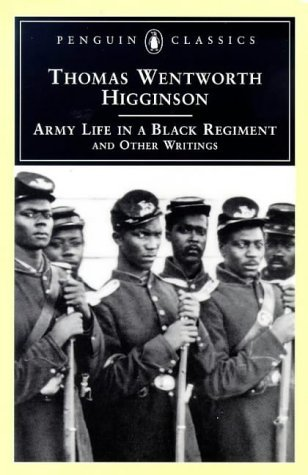 PENGUIN CLASSICS
THOMAS WENTWORTH
HIGGINSON
ARMY LIFE IN A BLACK REGIMENT
AND OTHER WRITINGS